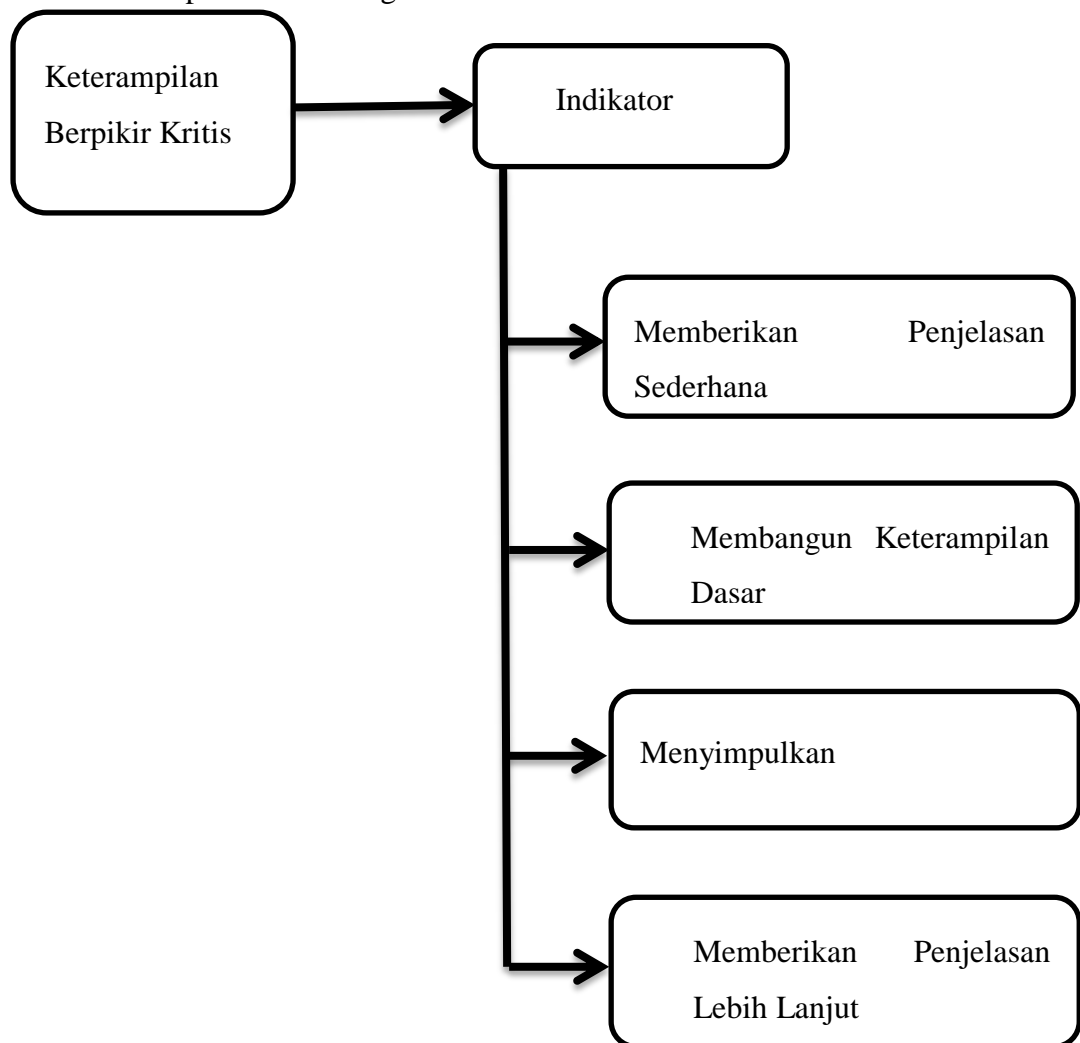 Keterampilan
Berpikir Kritis
Indikator
Memberikan Penjelasan
Sederhana
Membangun Keterampilan
Dasar
Menyimpulkan
Memberikan Penjelasan
Lebih Lanjut